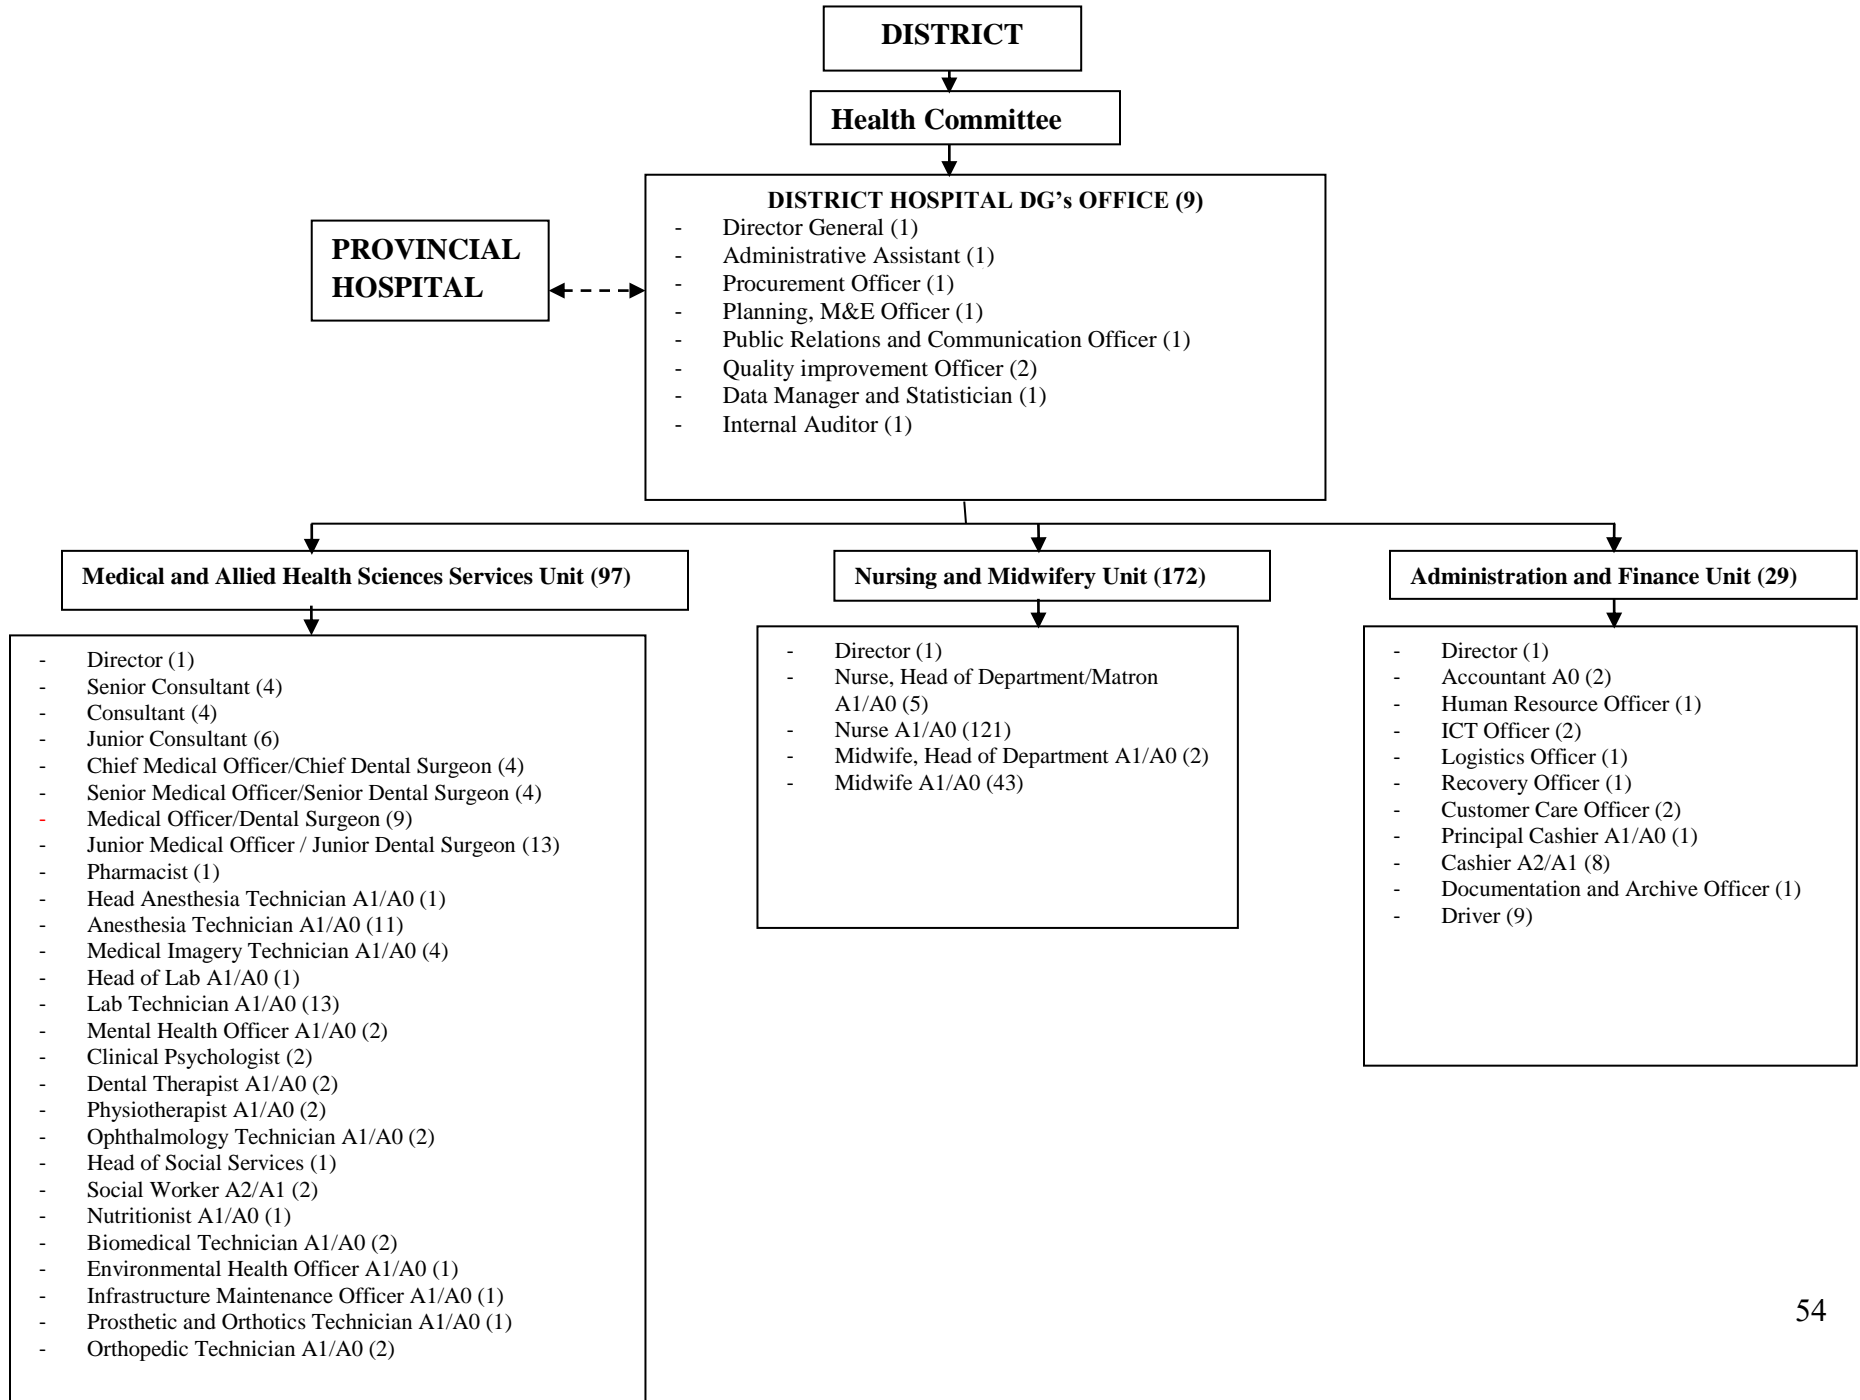 DISTRICT
Health Committee
PROVINCIAL
HOSPITAL
DISTRICT HOSPITAL DG's OFFICE (9)
- Director General (1)
- Administrative Assistant (1)
- Procurement Officer (1)
- Planning, M&E Officer (1)
- Public Relations and Communication Officer (1)
- Quality improvement Officer (2)
- Data Manager and Statistician (1)
- Internal Auditor (1)
Medical and Allied Health Sciences Services Unit (97)
- Director (1)
- Senior Consultant (4)
- Consultant (4)
- Junior Consultant (6)
- Chief Medical Officer/Chief Dental Surgeon (4)
- Senior Medical Officer/Senior Dental Surgeon (4)
- Medical Officer/Dental Surgeon (9)
- Junior Medical Officer / Junior Dental Surgeon (13)
- Pharmacist (1)
- Head Anesthesia Technician A1/A0 (1)
- Anesthesia Technician A1/A0 (11)
- Medical Imagery Technician A1/A0 (4)
- Head of Lab A1/A0 (1)
- Lab Technician A1/A0 (13)
- Mental Health Officer A1/A0 (2)
- Clinical Psychologist (2)
- Dental Therapist A1/A0 (2)
- Physiotherapist A1/A0 (2)
- Ophthalmology Technician A1/A0 (2)
- Head of Social Services (1)
- Social Worker A2/A1 (2)
- Nutritionist A1/A0 (1)
- Biomedical Technician A1/A0 (2)
- Environmental Health Officer A1/A0 (1)
- Infrastructure Maintenance Officer A1/A0 (1)
- Prosthetic and Orthotics Technician A1/A0 (1)
- Orthopedic Technician A1/A0 (2)
Nursing and Midwifery Unit (172)
- Director (1)
- Nurse, Head of Department/Matron
A1/A0 (5)
- Nurse A1/A0 (121)
- Midwife, Head of Department A1/A0 (2)
- Midwife A1/A0 (43)
Administration and Finance Unit (29)
- Director (1)
- Accountant A0 (2)
- Human Resource Officer (1)
- ICT Officer (2)
- Logistics Officer (1)
- Recovery Officer (1)
- Customer Care Officer (2)
- Principal Cashier A1/A0 (1)
- Cashier A2/A1 (8)
- Documentation and Archive Officer (1)
- Driver (9)
54